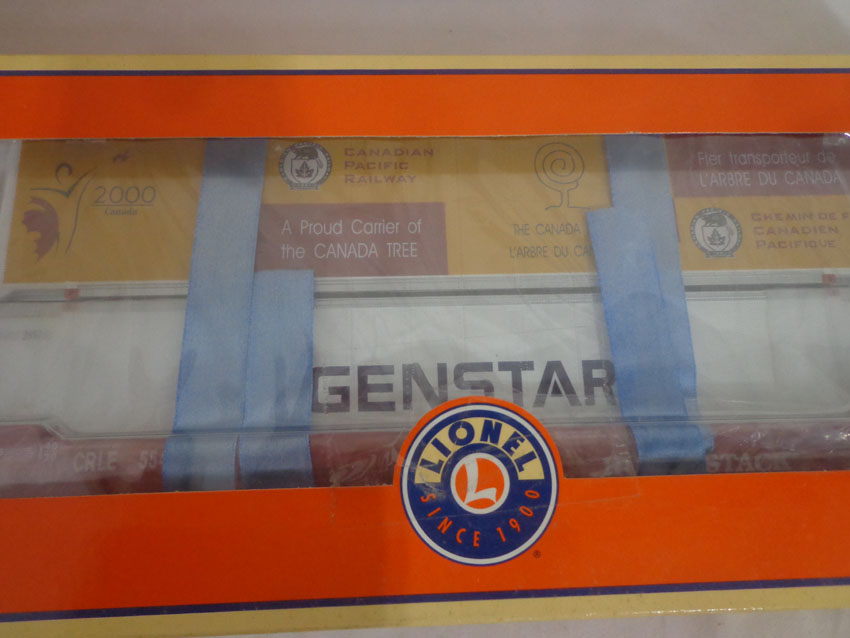 2000
Canada
CANADIAN
PACIFIC
RAILWAY
A Proud Carrier of
the CANADA TREE
THE CANADA
L'ARBRE DU CA
Fier transporteur de
L'ARBRE DU CANADA
CHEMIN DE F
CANADIEN
PACIFIQUE
GENSTAR
CRLE
STACK
LIONEL
L
SINCE 1900
®